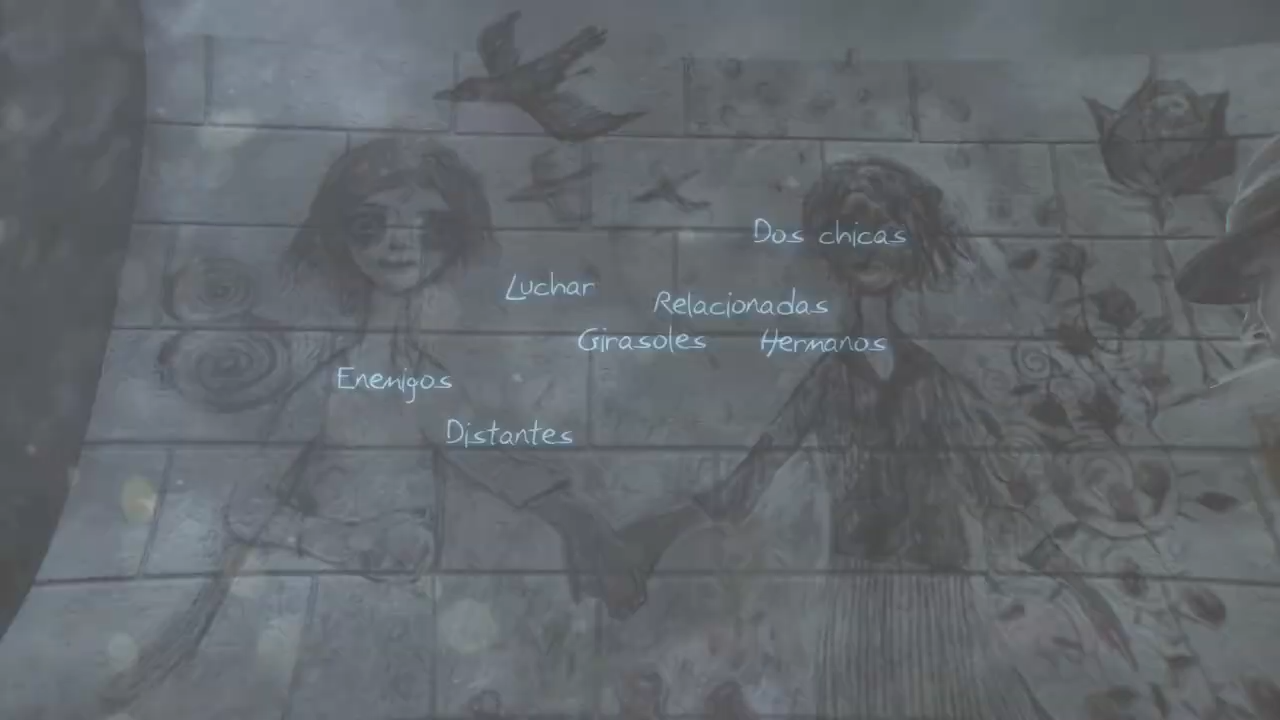 Dos chicas
Luchar
Relacionadas
Girasoles
Hermanos
Enemigos
Distantes